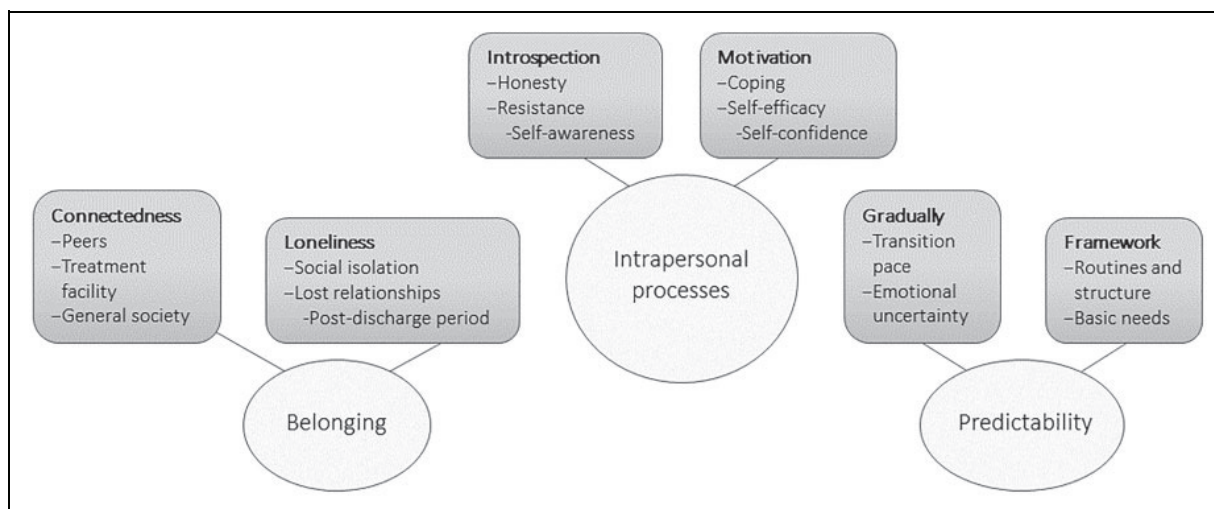 Introspection
–Honesty
–Resistance
-Self-awareness
Motivation
–Coping
–Self-efficacy
-Self-confidence
Connectedness
–Peers
–Treatment
facility
–General society
Loneliness
–Social isolation
–Lost relationships
-Post-discharge period
Gradually
–Transition
pace
–Emotional
uncertainty
Framework
–Routines and
structure
–Basic needs
Intrapersonal
processes
Belonging
Predictability